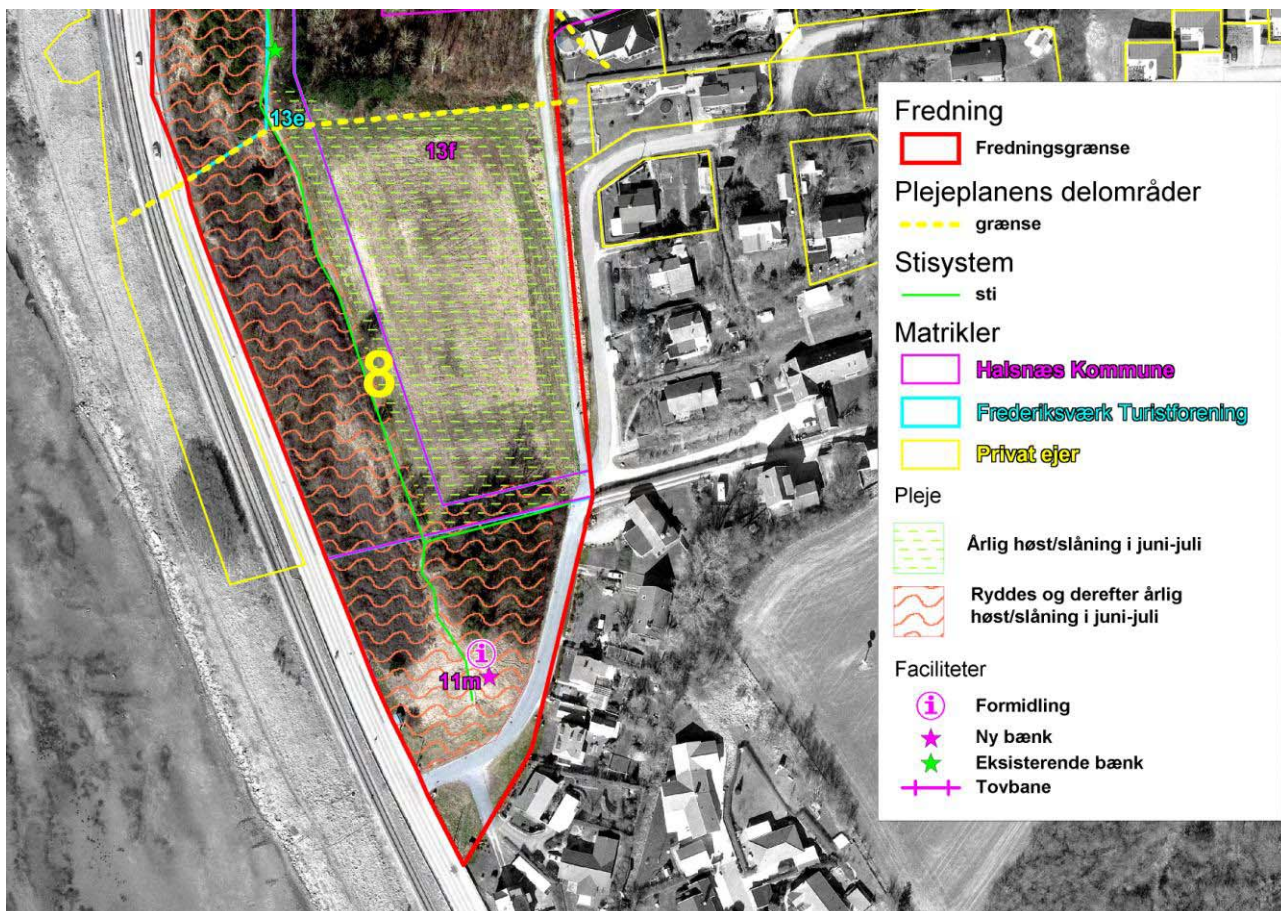 13e
13f
8
11m
Fredning
Fredningsgrænse
Plejeplanens delområder
grænse
Stisystem
sti
Matrikler
Halsnæs Kommune
Frederiksværk Turistforening
Privat ejer
Pleje
Årlig høst/slåning i juni-juli
Ryddes og derefter årlig
høst/slåning i juni-juli
Faciliteter
Formidling
Ny bænk
Eksisterende bænk
Tovbane